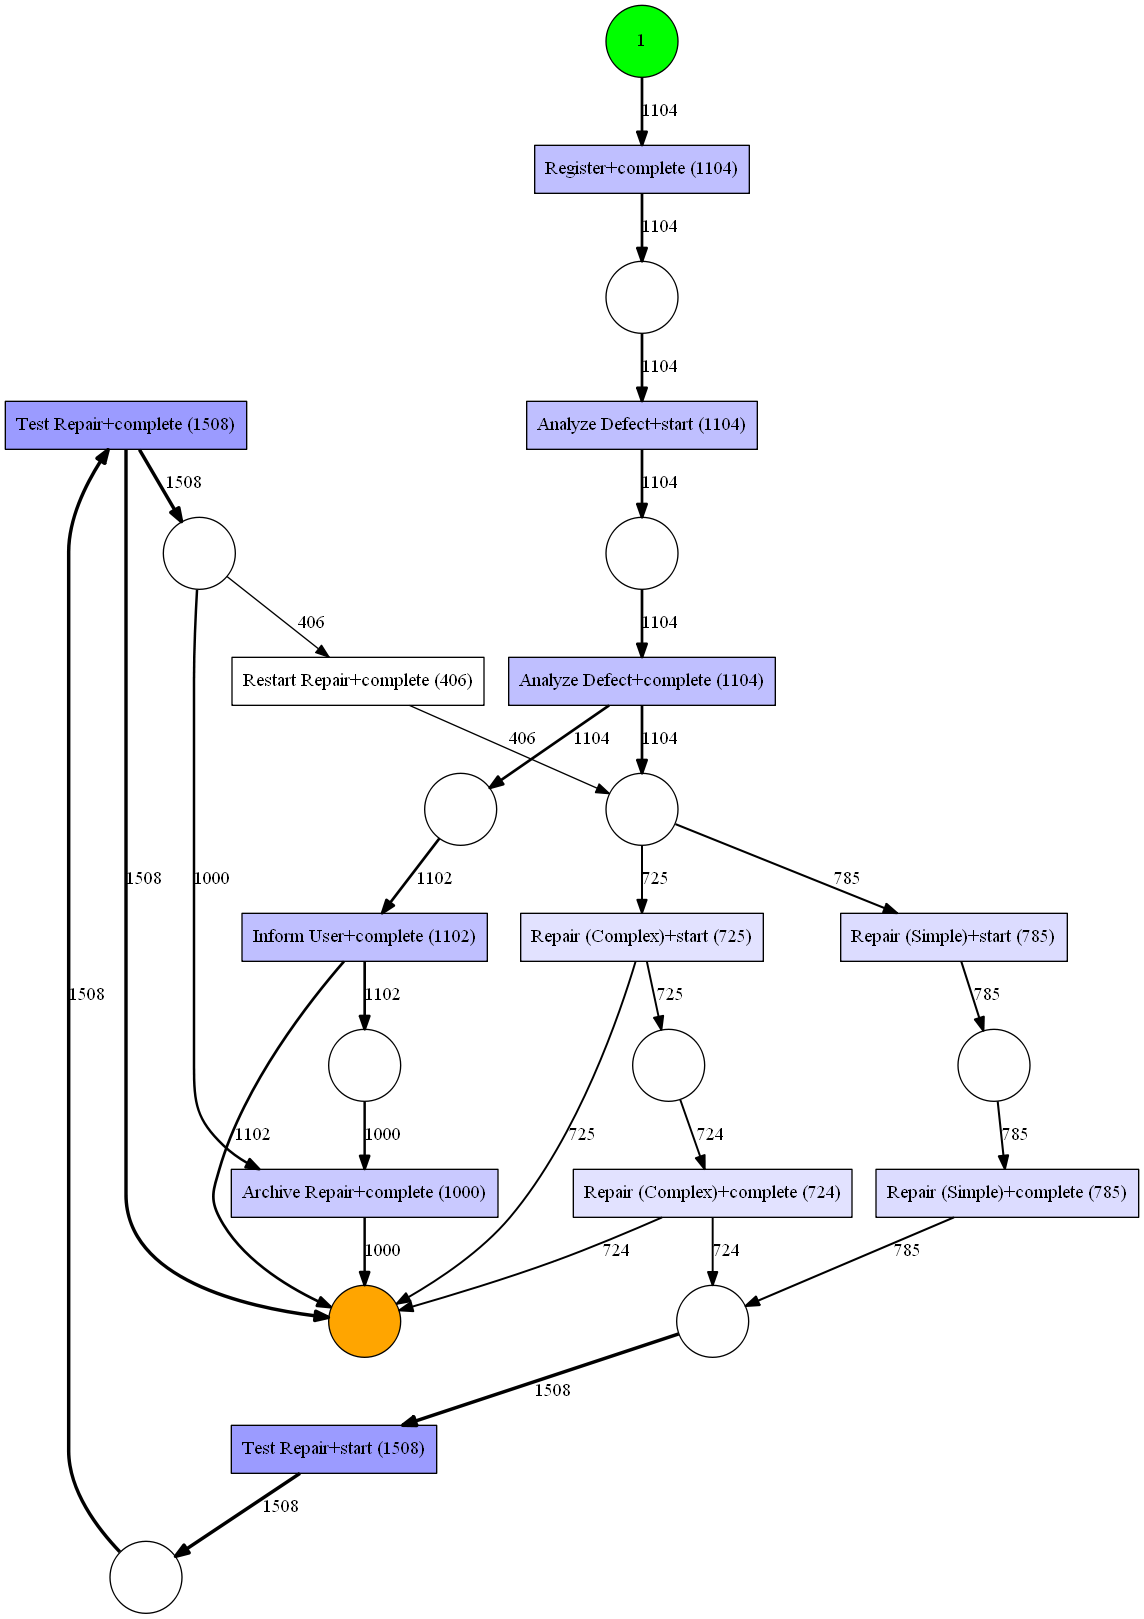 1
1104
Register+complete (1104)
1104
1104
Test Repair+complete (1508)
Analyze Defect+start (1104)
1508
1104
406
1104
Restart Repair+complete (406)
Analyze Defect+complete (1104)
406
1104
1104
1508
1000
1102
725
785
Inform User+complete (1102)
Repair (Complex)+start (725)
Repair (Simple)+start (785)
1508
1102
725
785
1102
1000
725
724
785
Archive Repair+complete (1000)
Repair (Complex)+complete (724)
Repair (Simple)+complete (785)
1000
724
724
785
1508
Test Repair+start (1508)
1508